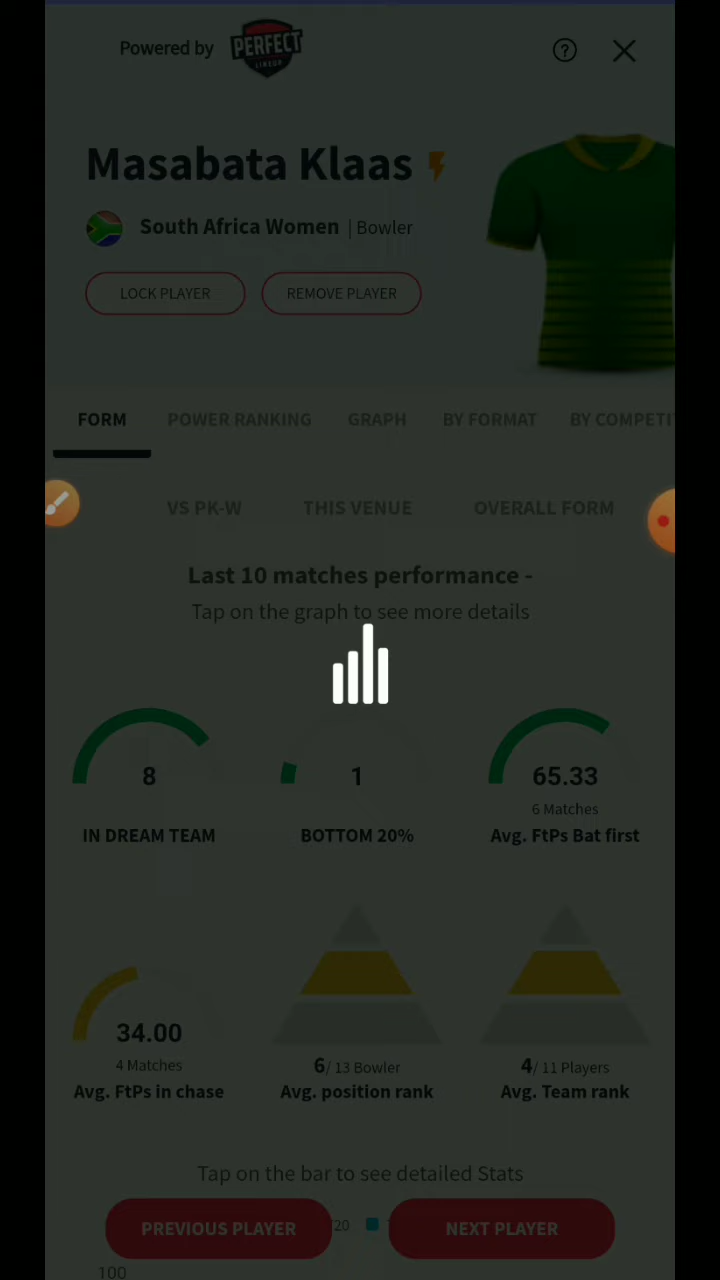 Powered by PERFECT LINEUP
?
Masabata Klaas
South Africa Women | Bowler
LOCK PLAYER REMOVE PLAYER
FORM POWER RANKING GRAPH BY FORMAT BY COMPETI
VS PK-W THIS VENUE OVERALL FORM
Last 10 matches performance -
Tap on the graph to see more details
8 1 65.33
6 Matches
IN DREAM TEAM BOTTOM 20% Avg. FtPs Bat first
34.00
4 Matches 6/ 13 Bowler 4/ 11 Players
Avg. FtPs in chase Avg. position rank Avg. Team rank
Tap on the bar to see detailed Stats
PREVIOUS PLAYER /20 NEXT PLAYER
100